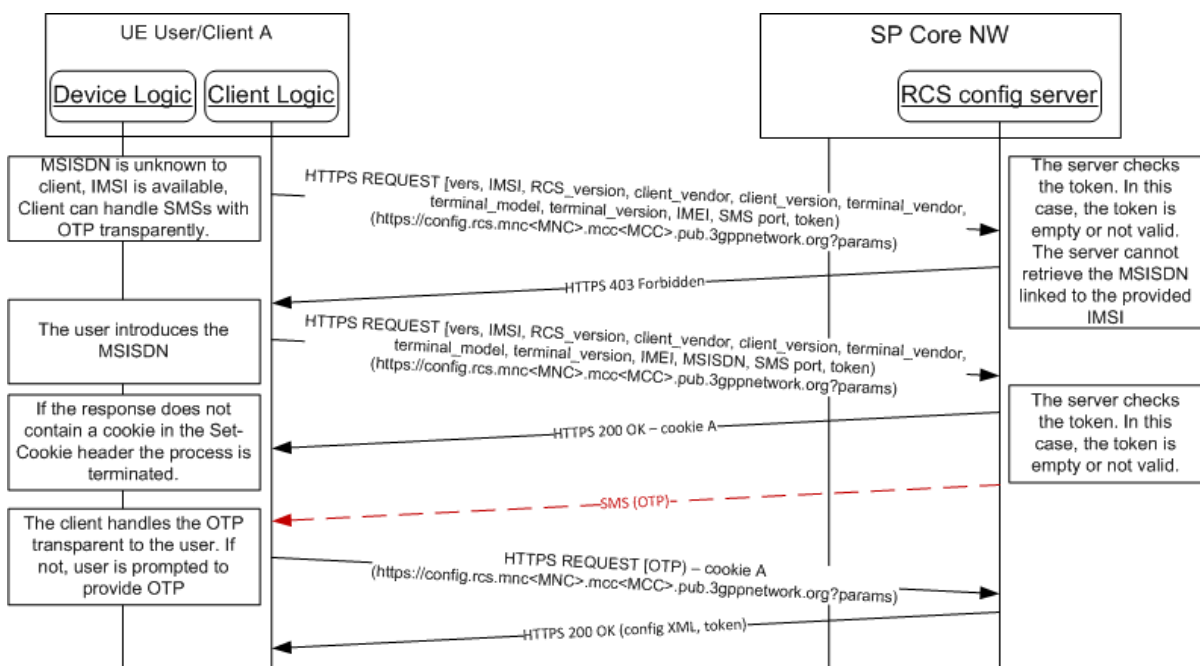 UE User/Client A
SP Core NW
Device Logic
Client Logic
RCS config server
MSISDN is unknown to
client, IMSI is available,
Client can handle SMSs with
OTP transparently.
HTTPS REQUEST [vers, IMSI, RCS_version, client_vendor, client_version, terminal_vendor,
terminal_model, terminal_version, IMEI, SMS port, token)
(https://config.rcs.mnc<MNC>.mcc<MCC>.pub.3gppnetwork.org?params)
The server checks
the token. In this
case, the token is
empty or not valid.
The server cannot
retrieve the MSISDN
linked to the provided
IMSI
HTTPS 403 Forbidden
The user introduces the
MSISDN
HTTPS REQUEST [vers, IMSI, RCS_version, client_vendor, client_version, terminal_vendor,
terminal_model, terminal_version, IMEI, MSISDN, SMS port, token)
(https://config.rcs.mnc<MNC>.mcc<MCC>.pub.3gppnetwork.org?params)
If the response does not
contain a cookie in the Set-
Cookie header the process is
terminated.
HTTPS 200 OK – cookie A
The server checks
the token. In this
case, the token is
empty or not valid.
SMS (OTP)
The client handles the OTP
transparent to the user. If
not, user is prompted to
provide OTP
HTTPS REQUEST [OTP) – cookie A
(https://config.rcs.mnc<MNC>.mcc<MCC>.pub.3gppnetwork.org?params)
HTTPS 200 OK (config XML, token)